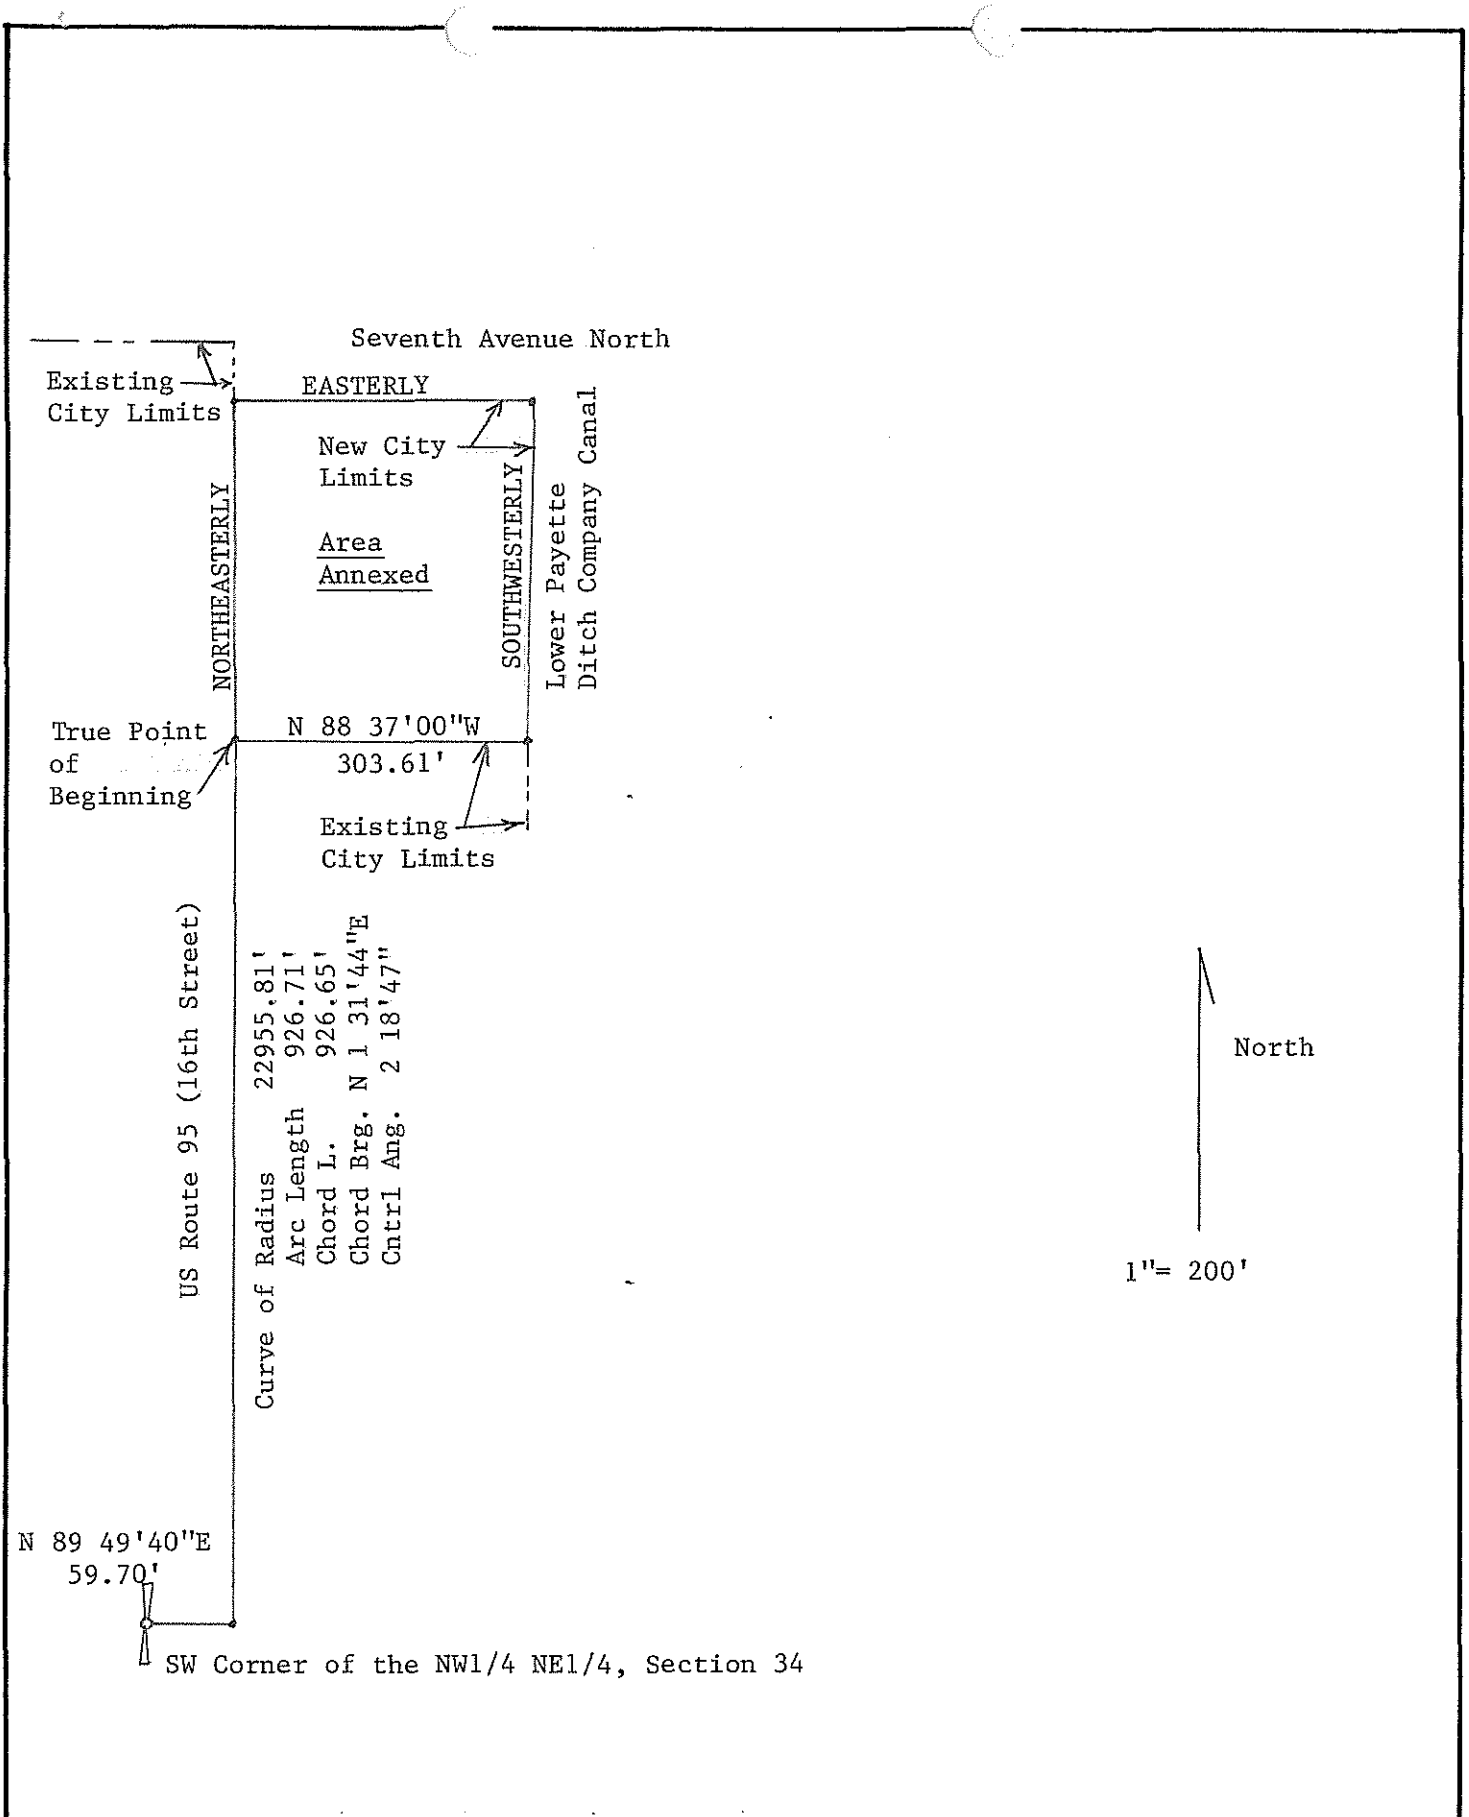 Seventh Avenue North
Existing
City Limits
EASTERLY
New City
Limits
NORTHEASTERLY
Area
Annexed
SOUTHWESTERLY
Lower Payette
Ditch Company Canal
True Point
of
Beginning
N 88 37'00"W
303.61'
Existing
City Limits
US Route 95 (16th Street)
Curve of Radius 22955.81'
Arc Length 926.71'
Chord L. 926.65'
Chord Brg. N 1 31'44"E
Cntrl Ang. 2 18'47"
North
1"= 200'
N 89 49'40"E
59.70'
SW Corner of the NW1/4 NE1/4, Section 34